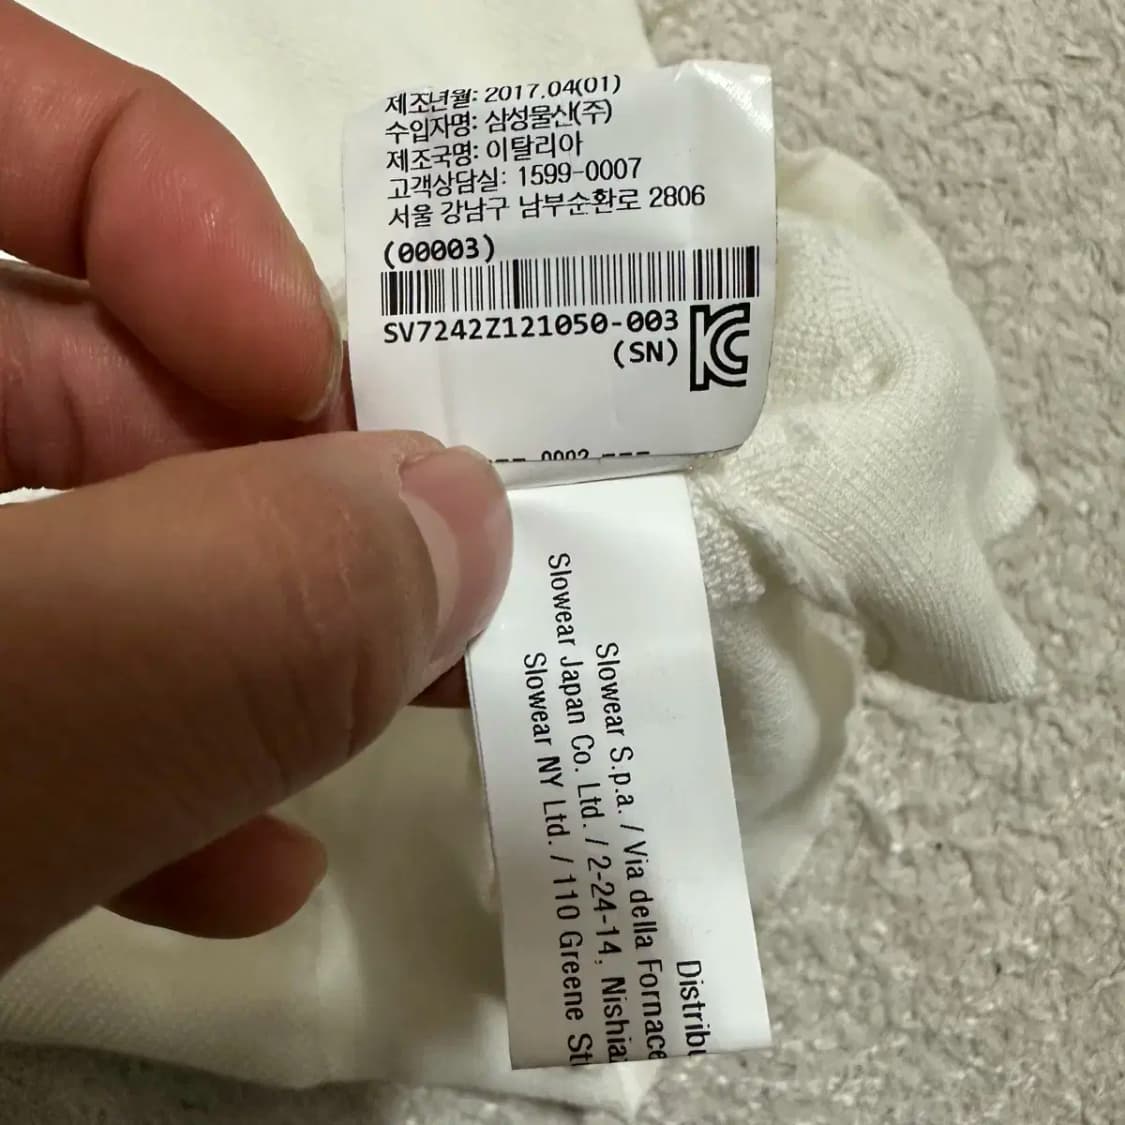 제조년월: 2017.04(01)
수입자명: 삼성물산(주)
제조국명: 이탈리아
고객상담실: 1599-0007
서울 강남구 남부순환로 2806
(00003)
SV7242Z121050-003
(SN)
--- 0002 ---
Distribu
Slowear S.p.a. / Via della Fornace
Slowear Japan Co. Ltd. / 2-24-14, Nishiaz
Slowear NY Ltd. / 110 Greene St